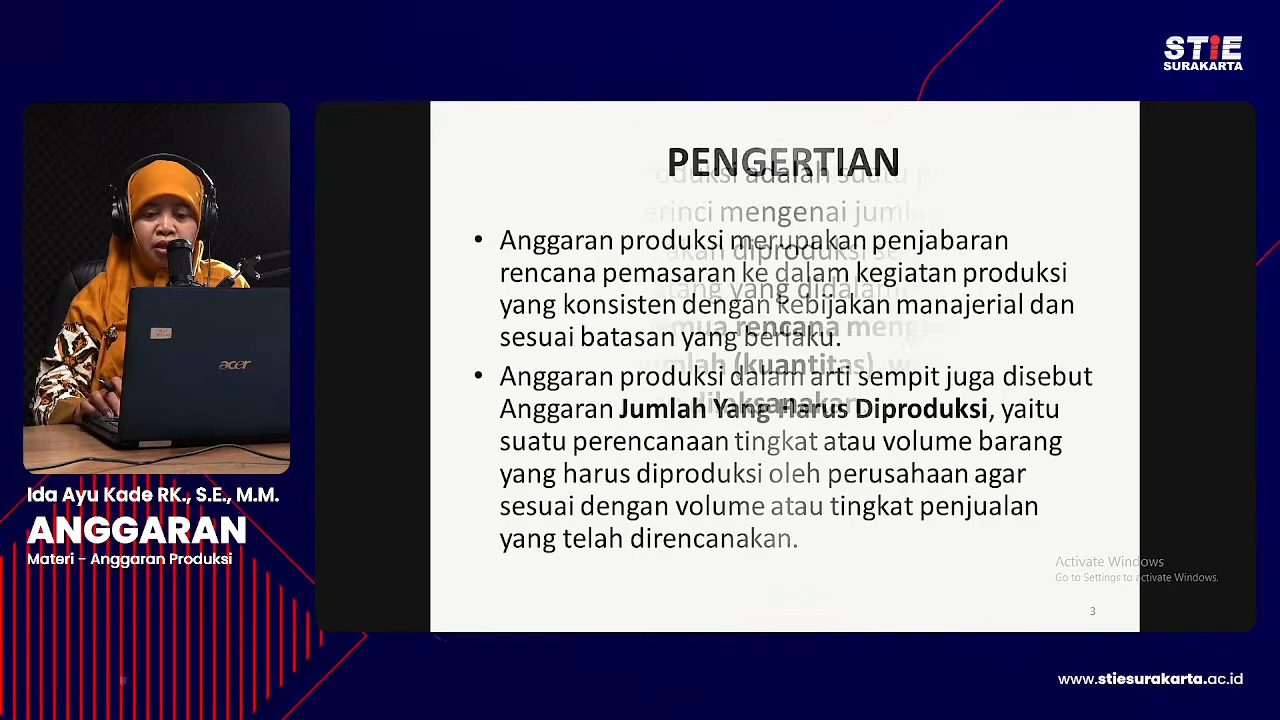 STiE
SURAKARTA
PENGERTIAN
• Anggaran produksi merupakan penjabaran
rencana pemasaran ke dalam kegiatan produksi
yang konsisten dengan kebijakan manajerial dan
sesuai batasan yang berlaku.
• Anggaran produksi dalam arti sempit juga disebut
Anggaran Jumlah Yang Harus Diproduksi, yaitu
suatu perencanaan tingkat atau volume barang
yang harus diproduksi oleh perusahaan agar
sesuai dengan volume atau tingkat penjualan
yang telah direncanakan.
Activate Windows
Go to Settings to activate Windows.
3
acer
Ida Ayu Kade RK., S.E., M.M.
ANGGARAN
Materi - Anggaran Produksi
www.stiesurakarta.ac.id